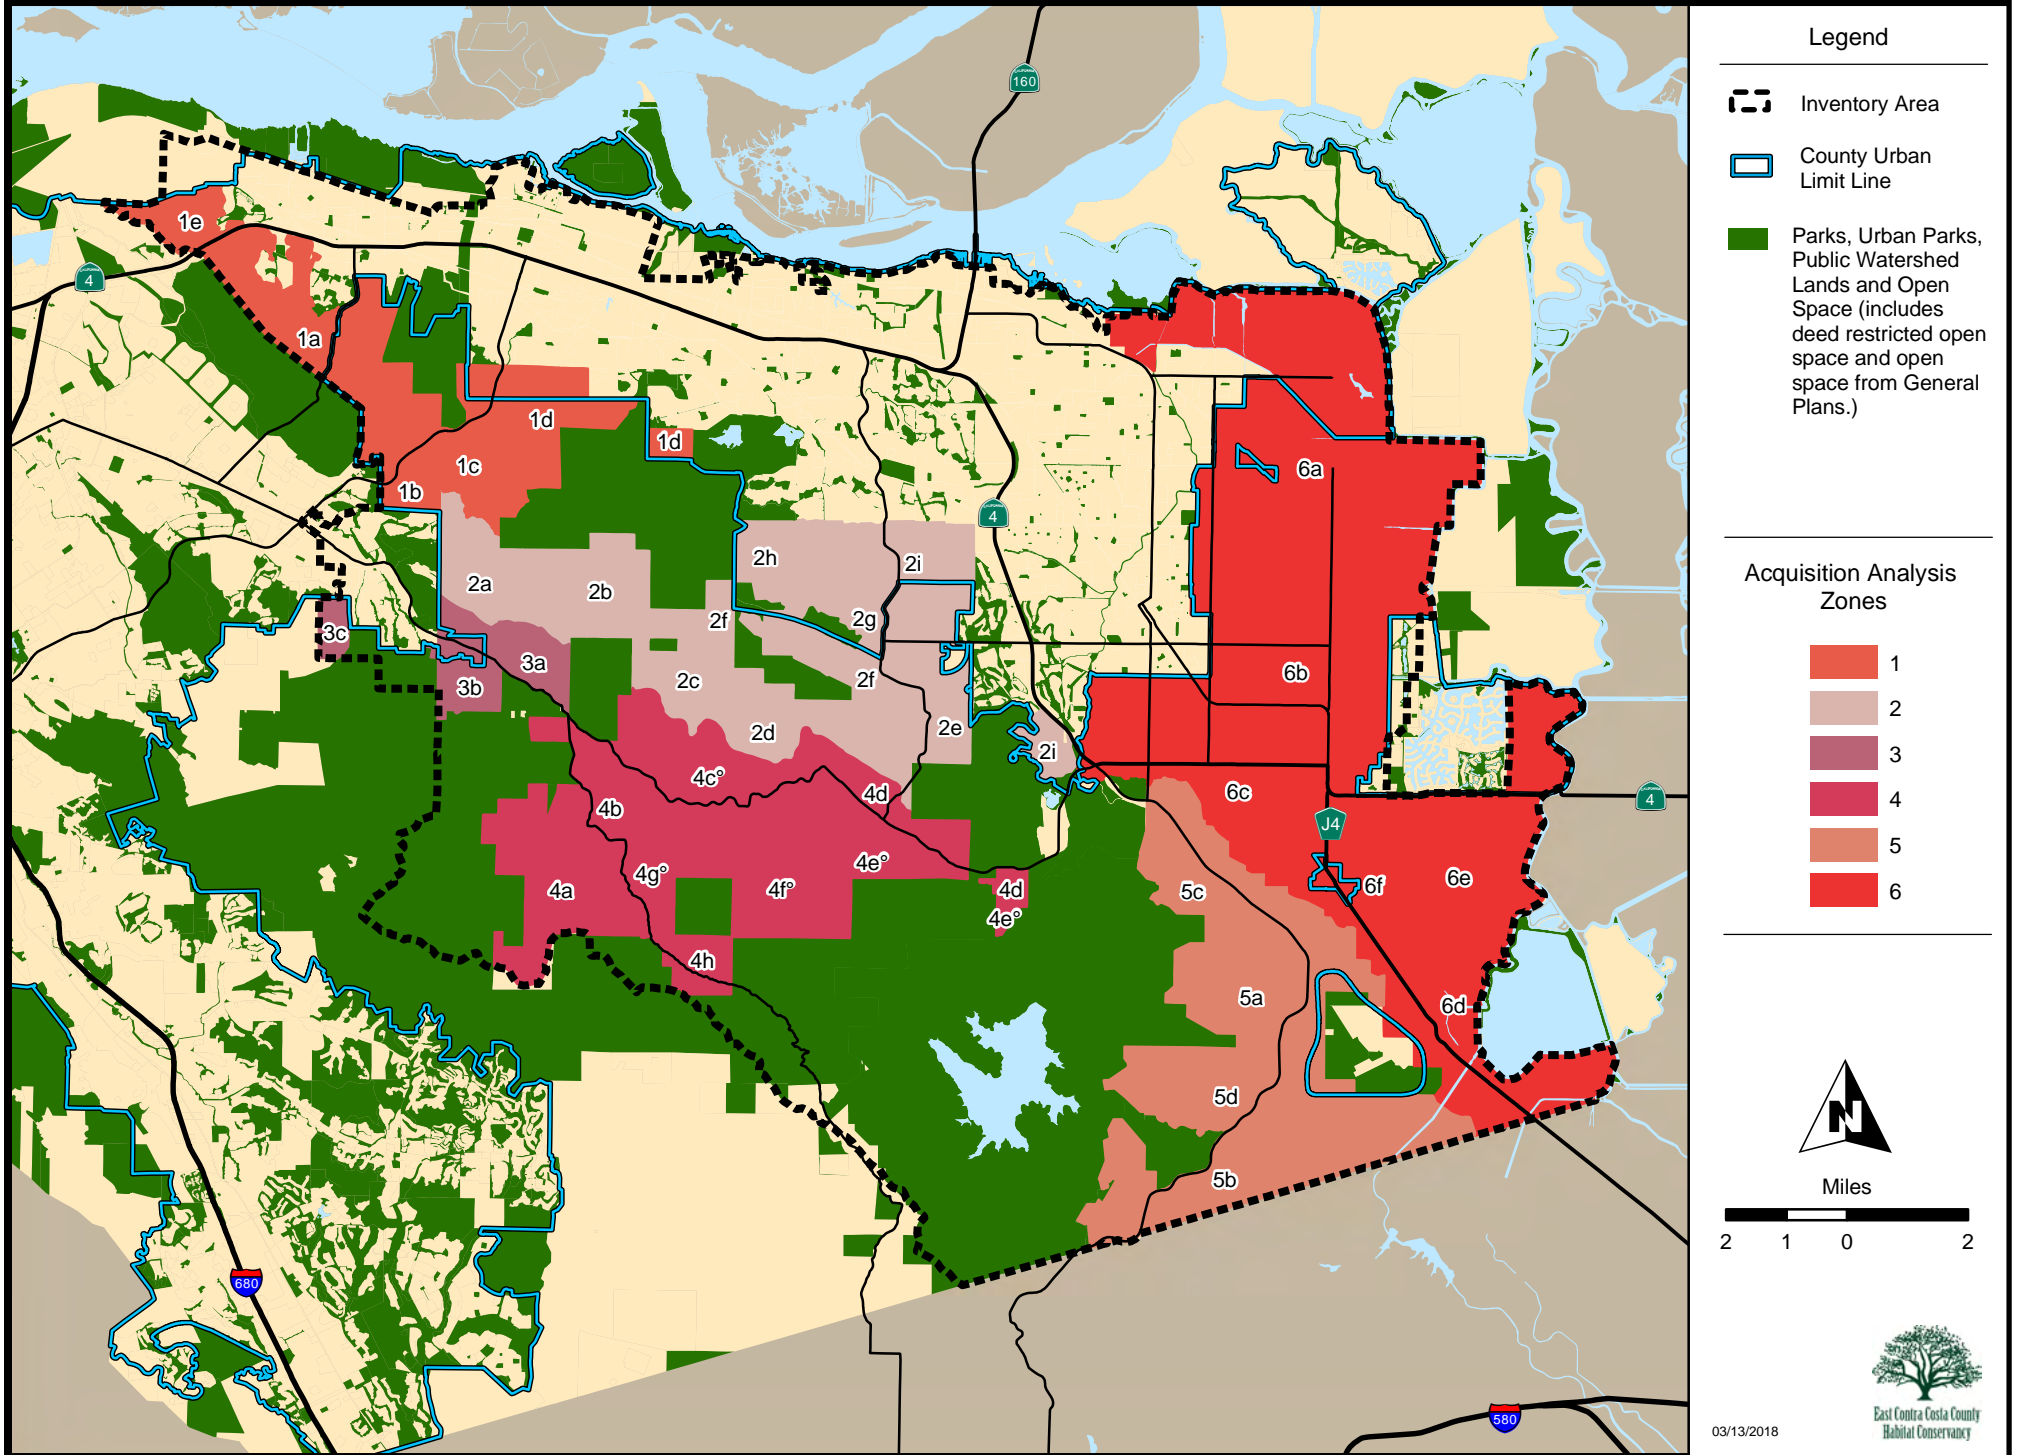 CALIFORNIA
160
1e
CALIFORNIA
4
1a
1d
1d
1c
1b
6a
CALIFORNIA
4
2h
2i
2a
2b
2f
2g
3c
3a
3b
2c
2f
6b
2d
2e
2i
4c°
4d
4b
6c
CALIFORNIA
4
J4
4e°
4g°
4a
4f°
4d
4e°
5c
6f
6e
4h
5a
6d
5d
5b
680
580
Legend
Inventory Area
County Urban
Limit Line
Parks, Urban Parks,
Public Watershed
Lands and Open
Space (includes
deed restricted open
space and open
space from General
Plans.)
Acquisition Analysis
Zones
1
2
3
4
5
6
N
Miles
2 1 0 2
03/13/2018
East Contra Costa County
Habitat Conservancy